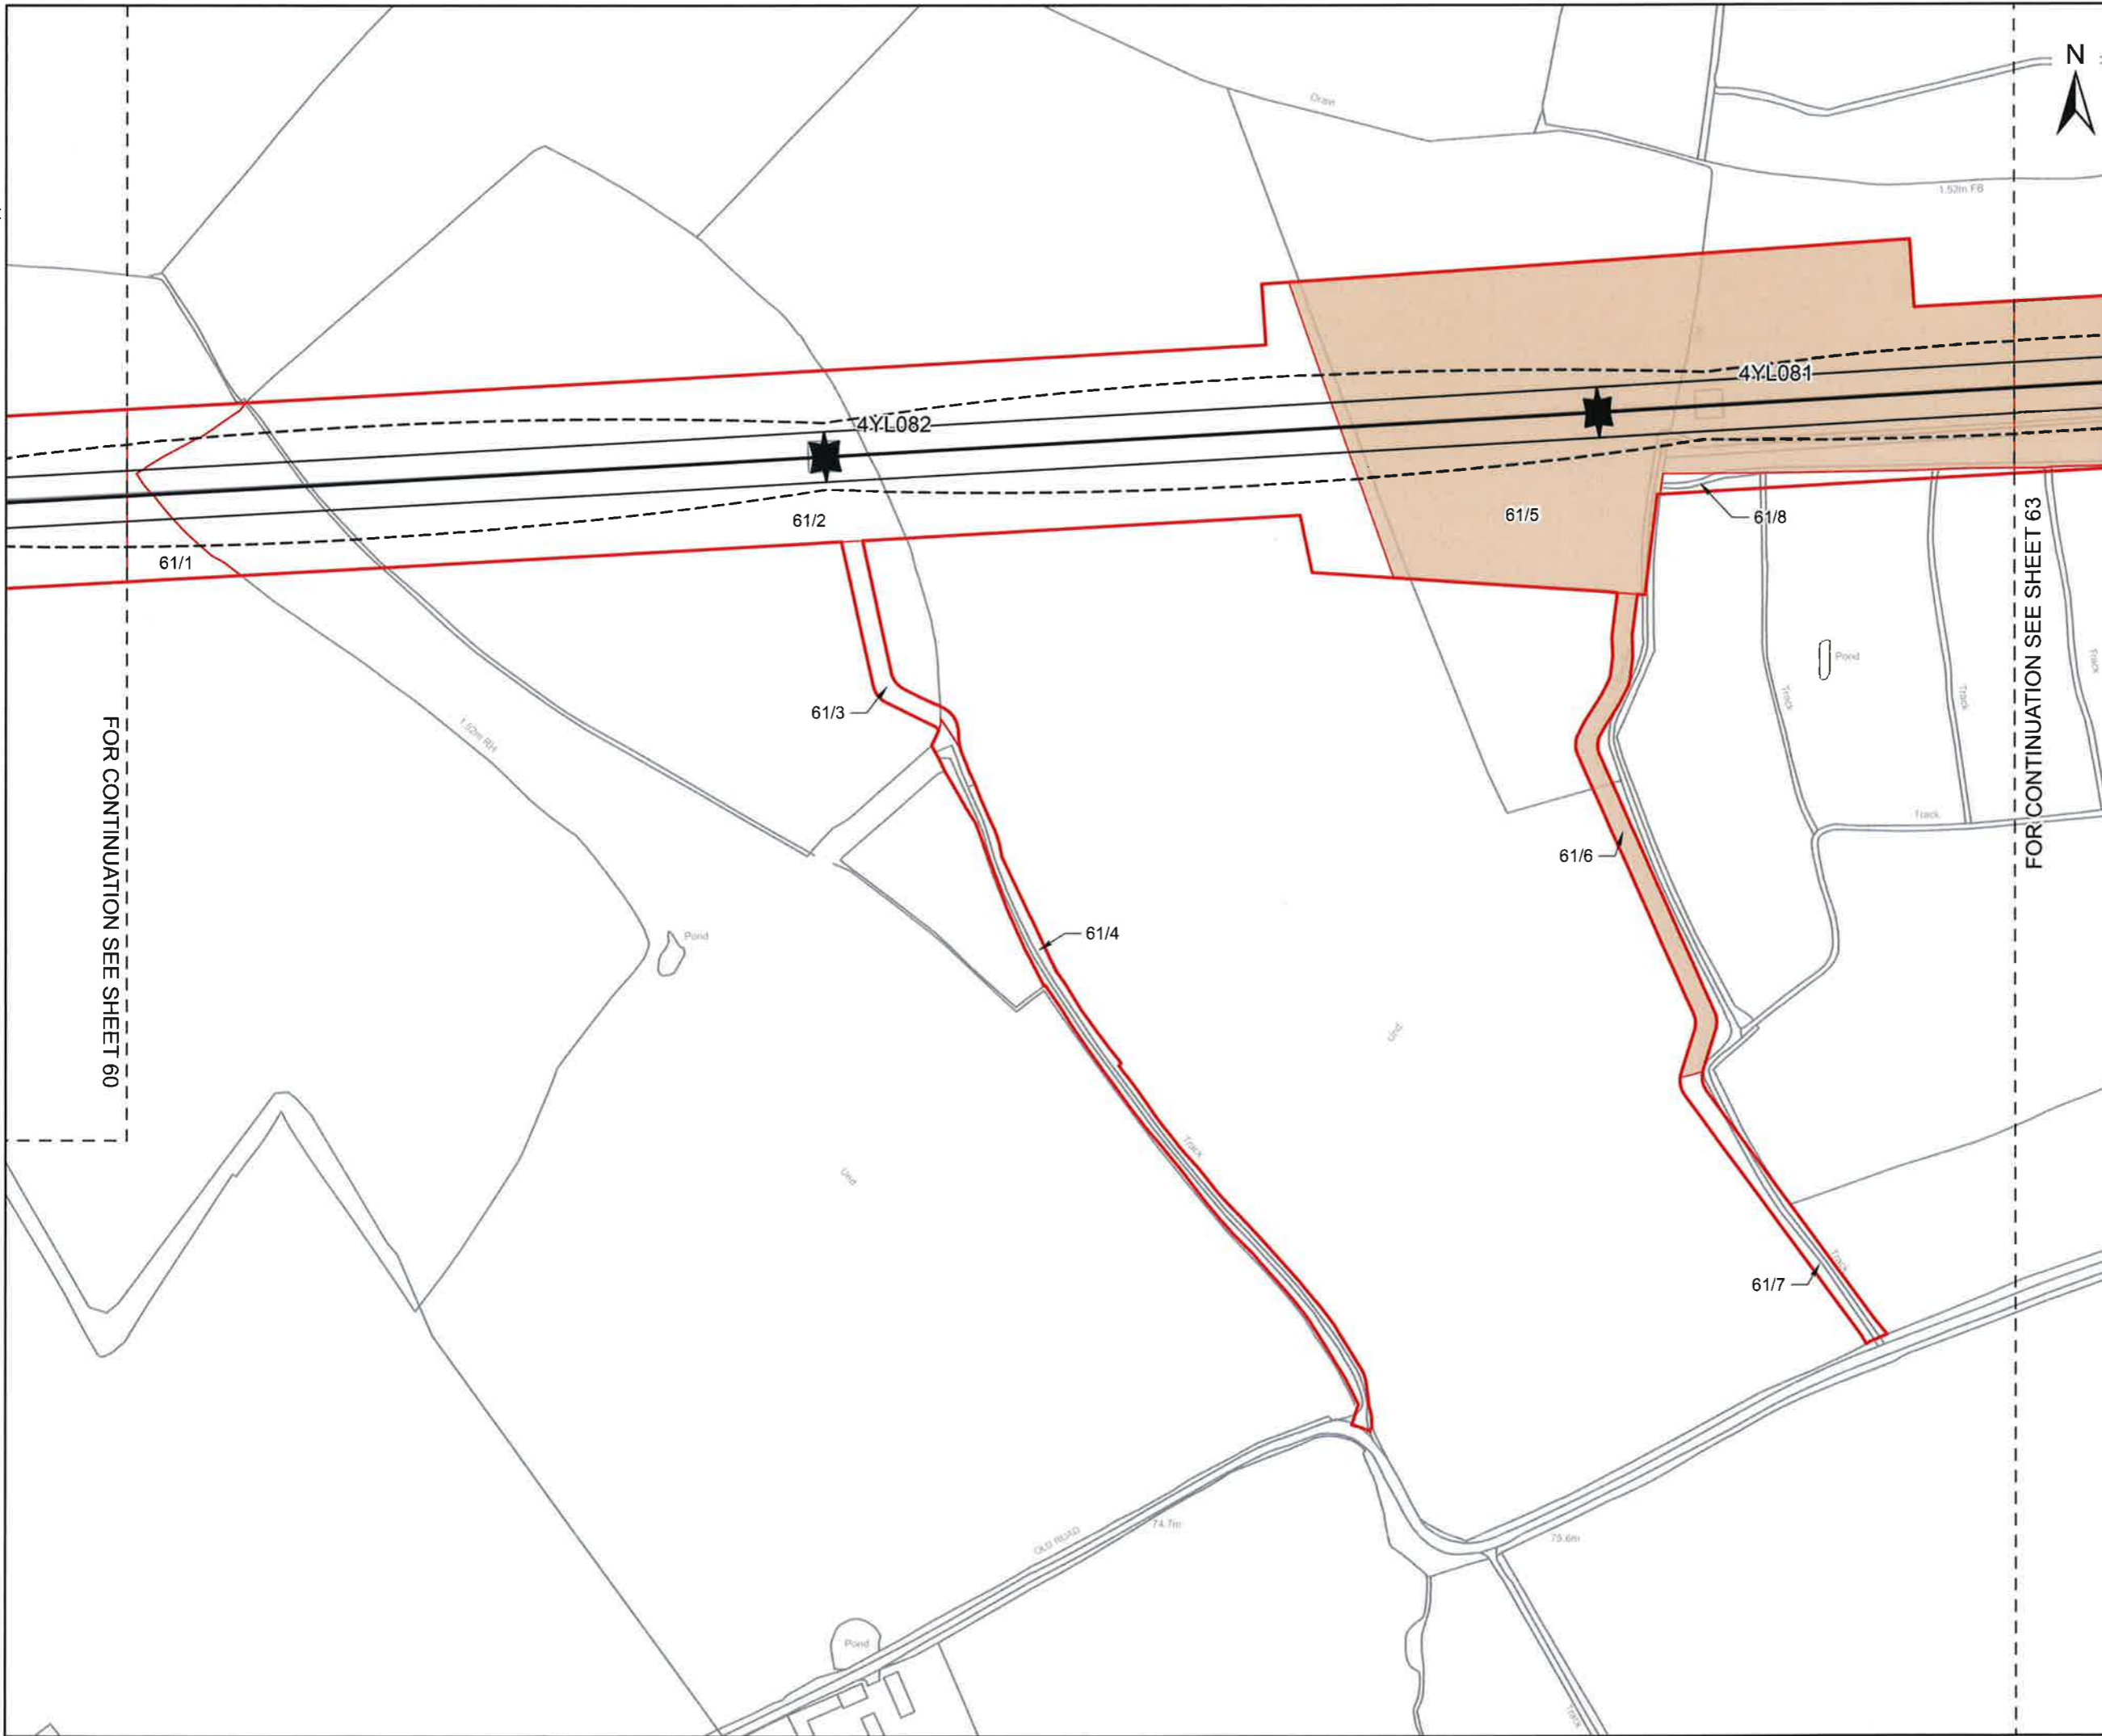 N
Drain
1.52m FB
4YL081
4YL082
61/2
61/5
61/8
61/1
FOR CONTINUATION SEE SHEET 63
Pond
Track
Track
Track
61/3
FOR CONTINUATION SEE SHEET 60
1.52m RH
Track
61/6
61/4
Pond
Und
Track
Und
Track
61/7
OLD ROAD
74.7m
75.6m
Pond
Track